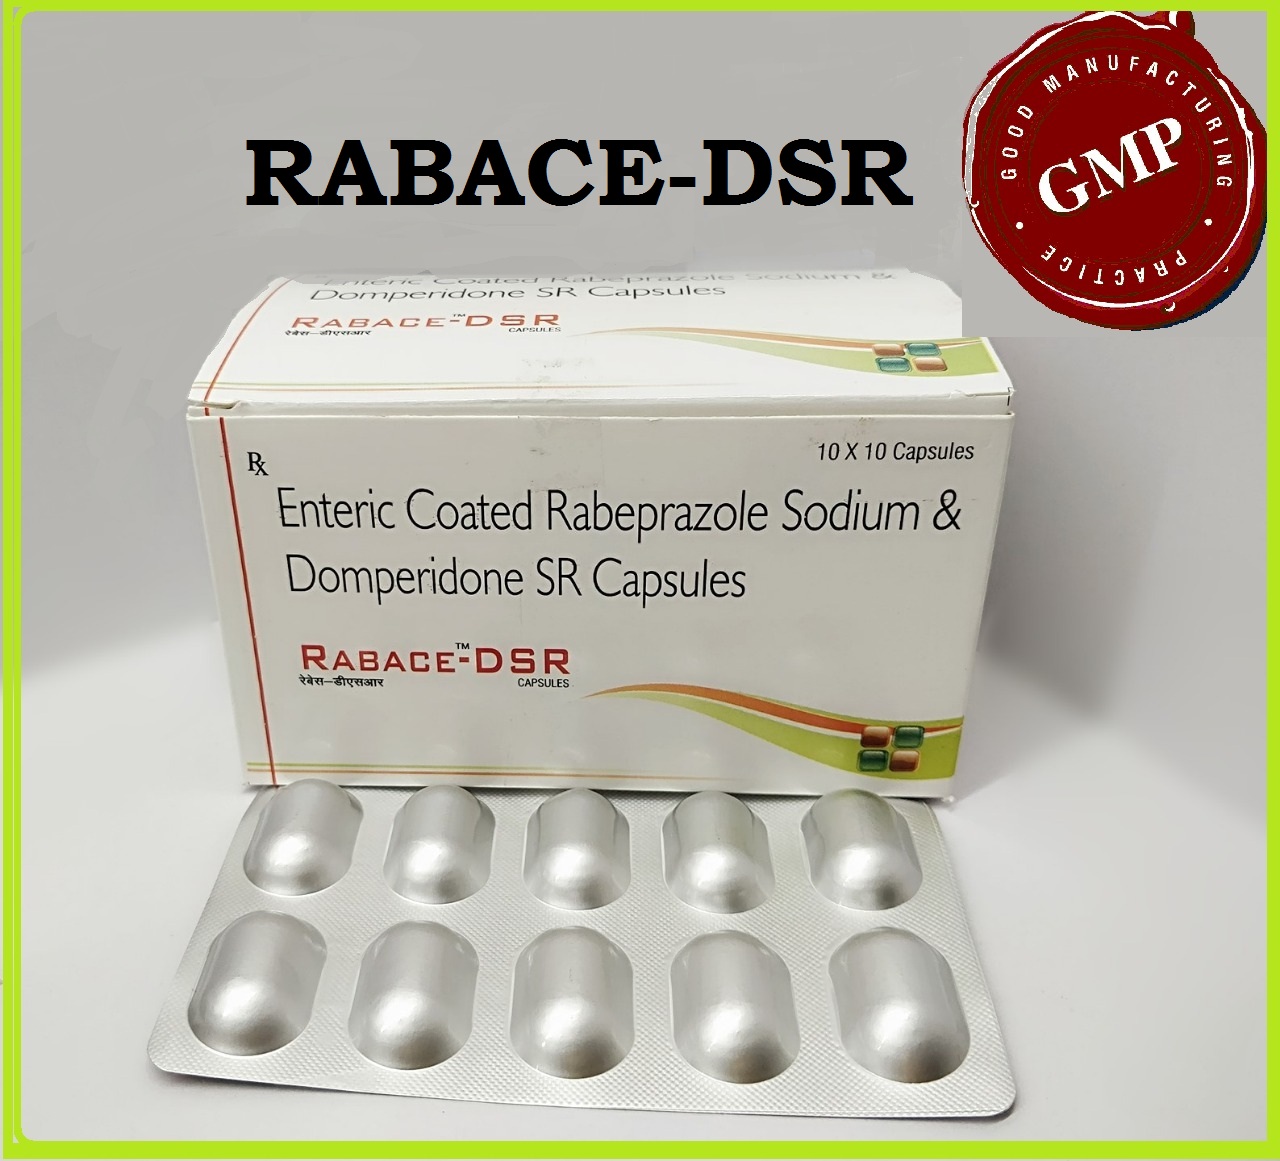 RABACE-DSR
GOOD MANUFACTURING
GMP
PRACTICE
Enteric Coated Rabeprazole Sodium &
Domperidone SR Capsules
RABACE-DSR
TM
रेबेस–डीएसआर
CAPSULES
Rx
10 X 10 Capsules
Enteric Coated Rabeprazole Sodium &
Domperidone SR Capsules
RABACE-DSR
TM
रेबेस–डीएसआर
CAPSULES